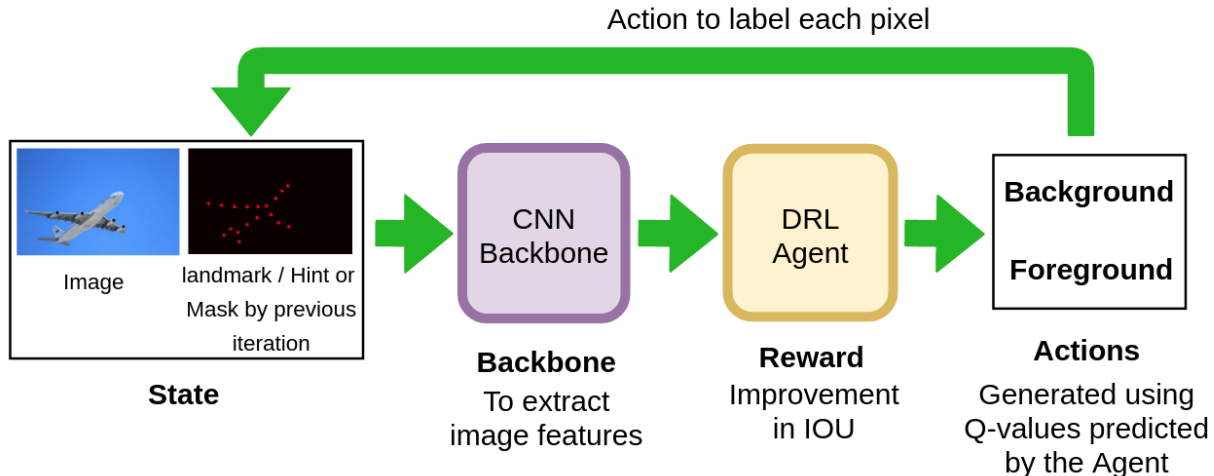 Action to label each pixel
Image
landmark / Hint or
Mask by previous
iteration
State
CNN
Backbone
Backbone
To extract
image features
DRL
Agent
Reward
Improvement
in IOU
Background
Foreground
Actions
Generated using
Q-values predicted
by the Agent